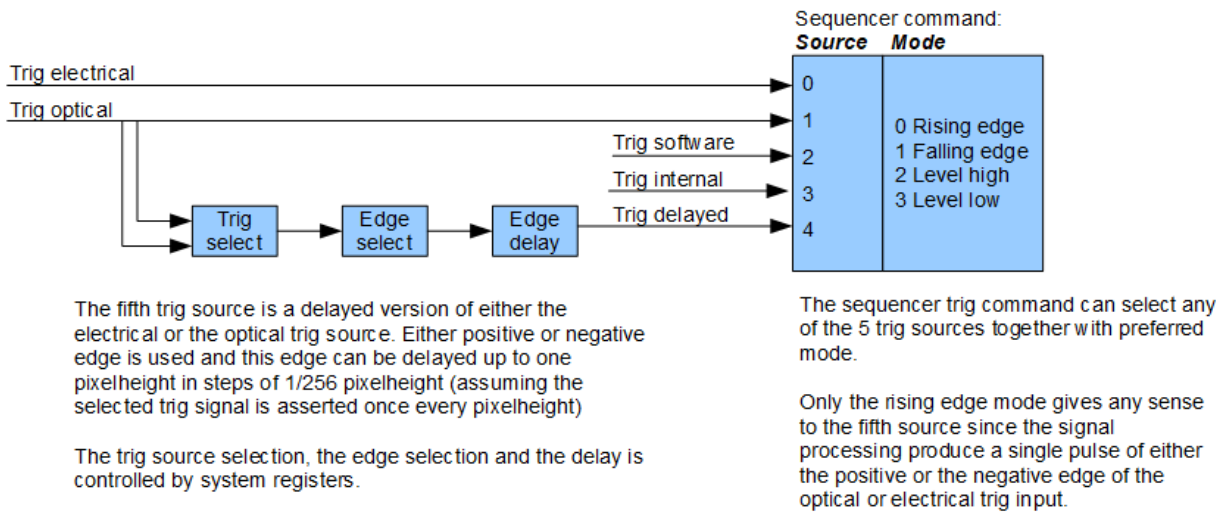 Sequencer command:
Source Mode
Trig electrical
0
Trig optical
1
0 Rising edge
Trig software
2
1 Falling edge
2 Level high
Trig internal
3
3 Level low
Trig select
Edge select
Edge delay
Trig delayed
4
The fifth trig source is a delayed version of either the
electrical or the optical trig source. Either positive or negative
edge is used and this edge can be delayed up to one
pixelheight in steps of 1/256 pixelheight (assuming the
selected trig signal is asserted once every pixelheight)
The trig source selection, the edge selection and the delay is
controlled by system registers.
The sequencer trig command can select any
of the 5 trig sources together with preferred
mode.
Only the rising edge mode gives any sense
to the fifth source since the signal
processing produce a single pulse of either
the positive or the negative edge of the
optical or electrical trig input.